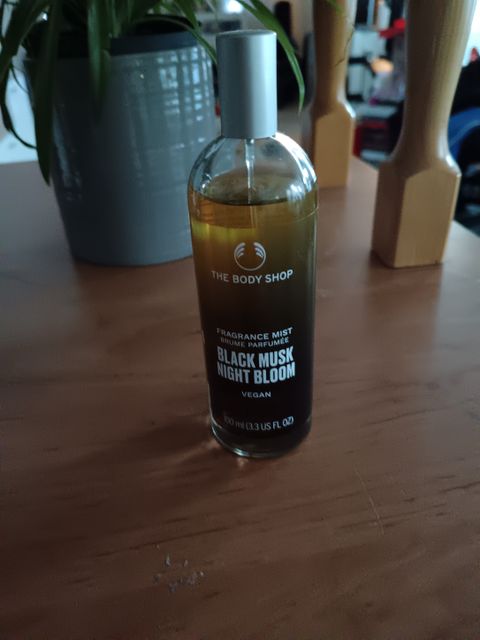 THE BODY SHOP
FRAGRANCE MIST
BRUME PARFUMÉE
BLACK MUSK
NIGHT BLOOM
VEGAN
100 ml (3.3 US FL OZ)